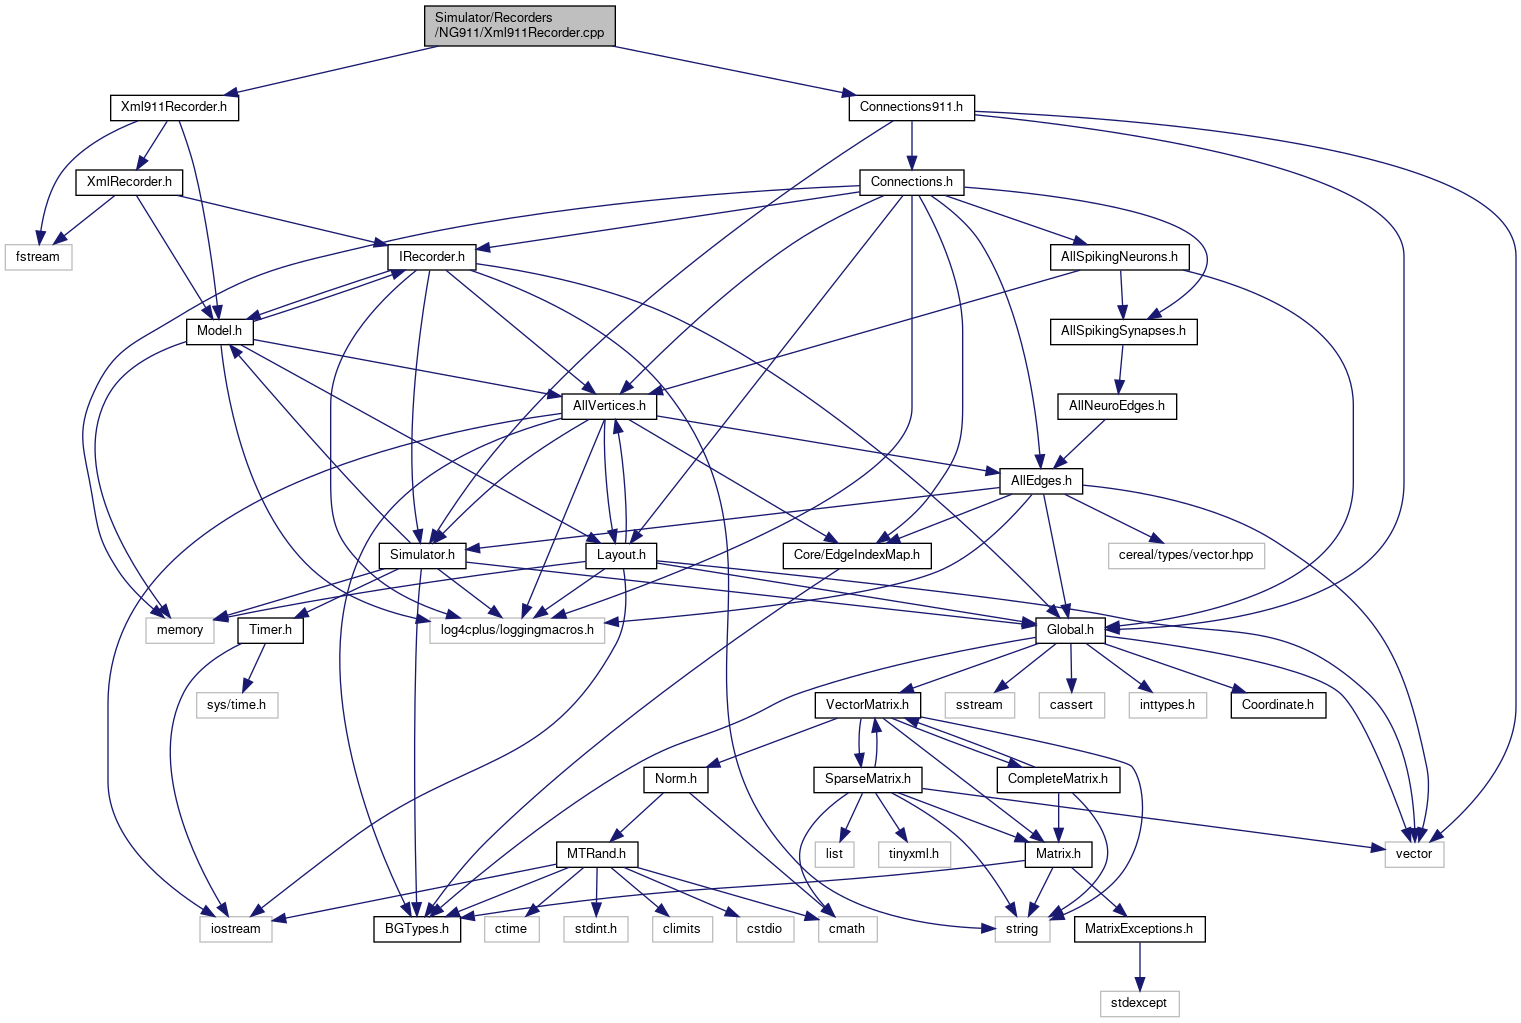 Simulator/Recorders
/NG911/Xml911Recorder.cpp
Xml911Recorder.h
Connections911.h
XmlRecorder.h
Connections.h
fstream
IRecorder.h
AllSpikingNeurons.h
Model.h
AllSpikingSynapses.h
AllVertices.h
AllNeuroEdges.h
AllEdges.h
Simulator.h
Layout.h
Core/EdgeIndexMap.h
cereal/types/vector.hpp
memory
Timer.h
log4cplus/loggingmacros.h
Global.h
sys/time.h
VectorMatrix.h
sstream
cassert
inttypes.h
Coordinate.h
Norm.h
SparseMatrix.h
CompleteMatrix.h
MTRand.h
list
tinyxml.h
Matrix.h
vector
iostream
BGTypes.h
ctime
stdint.h
climits
cstdio
cmath
string
MatrixExceptions.h
stdexcept